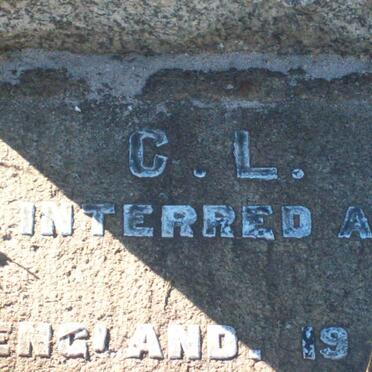 C. L.
INTERRED A
ENGLAND. 19